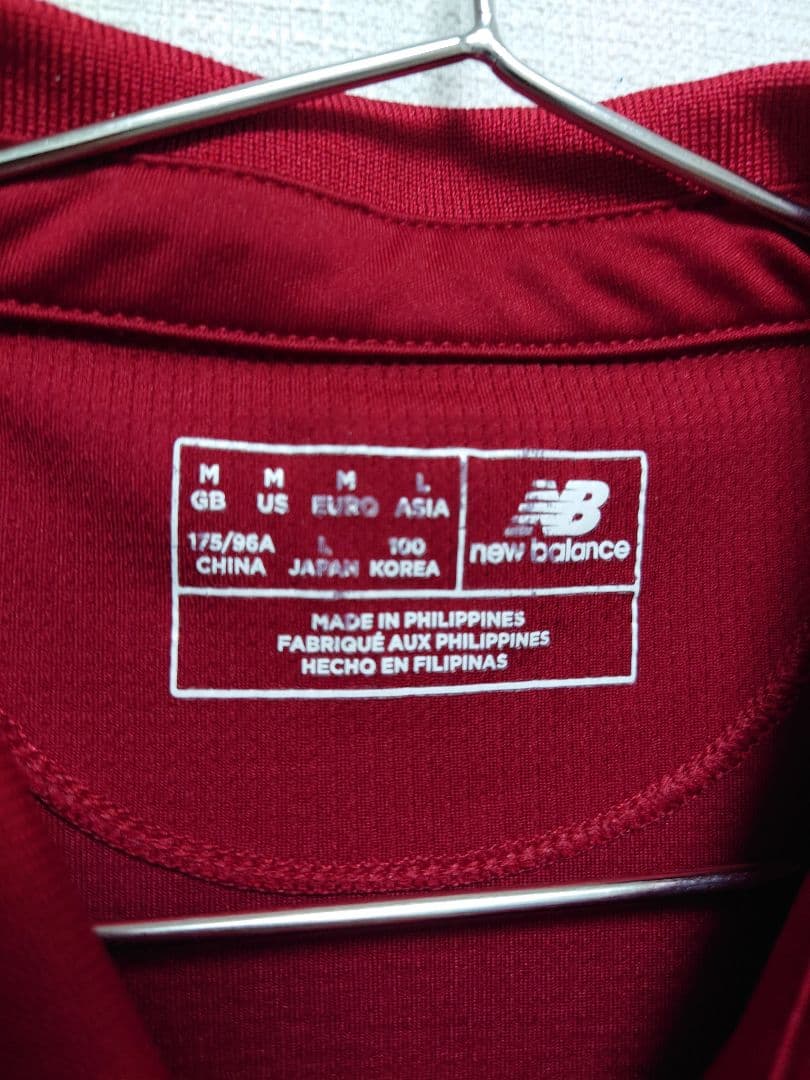 M M M L
GB US EURO ASIA
175/96A L 100
CHINA JAPAN KOREA
NB
new balance
MADE IN PHILIPPINES
FABRIQUÉ AUX PHILIPPINES
HECHO EN FILIPINAS